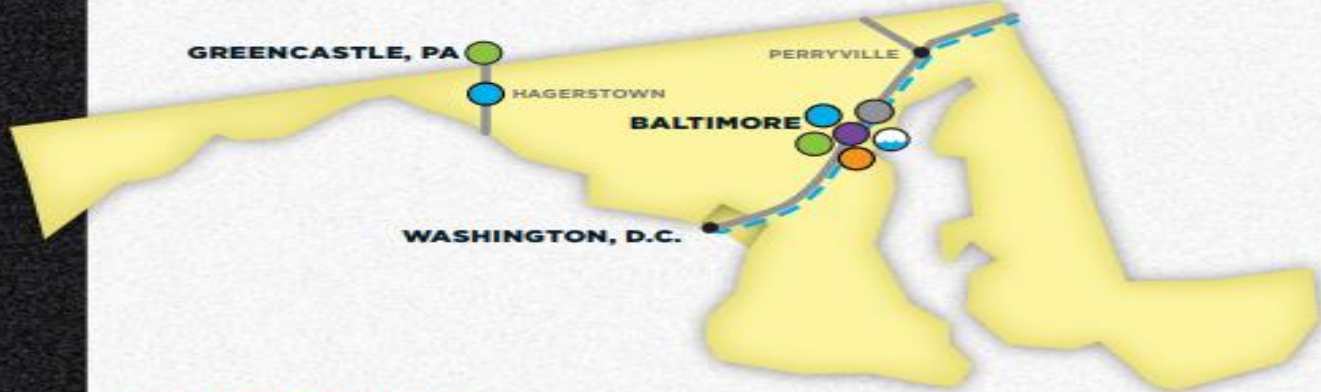 GREENCASTLE, PA
PERRYVILLE
HAGERSTOWN
BALTIMORE
WASHINGTON, D.C.